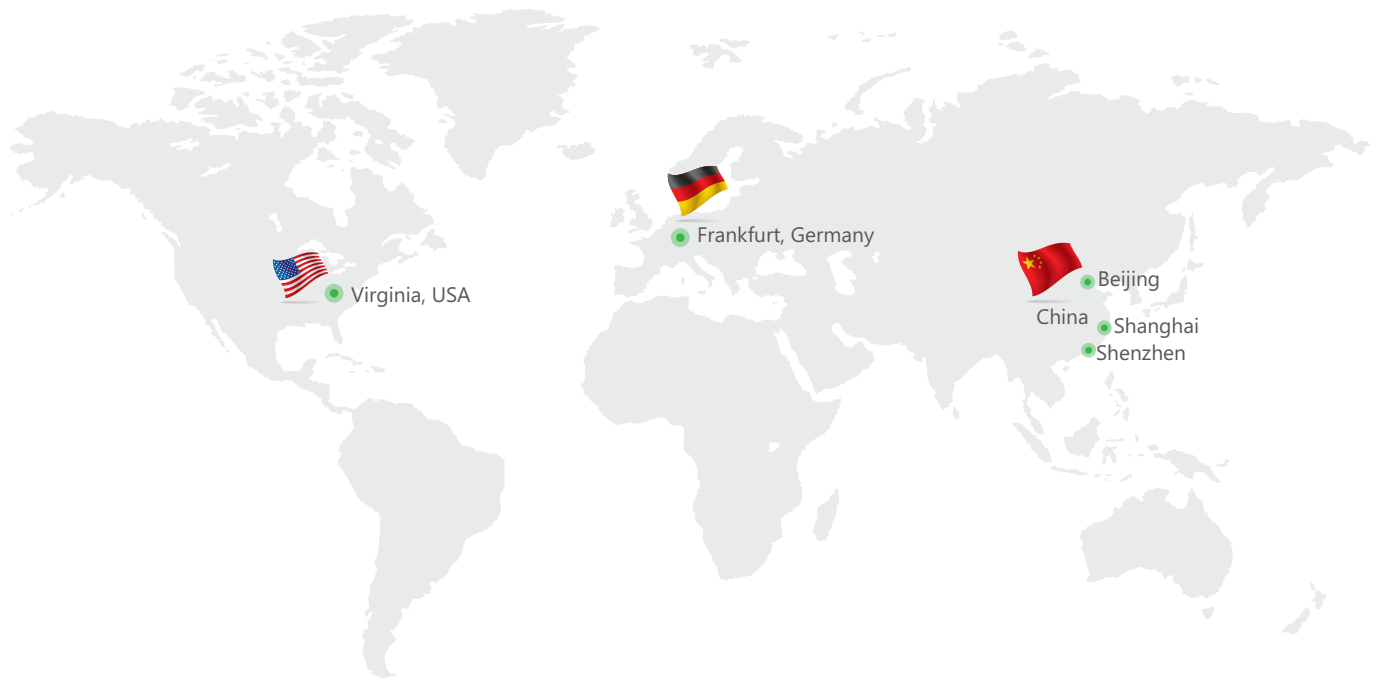 Frankfurt, Germany
Virginia, USA
Beijing
China
Shanghai
Shenzhen